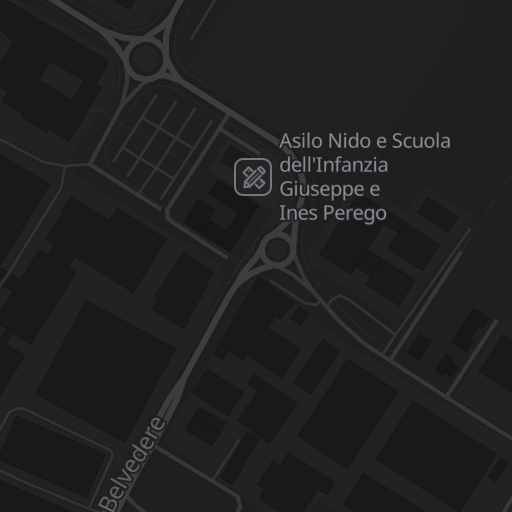 Asilo Nido e Scuola
dell'Infanzia
Giuseppe e
Ines Perego
Belvedere